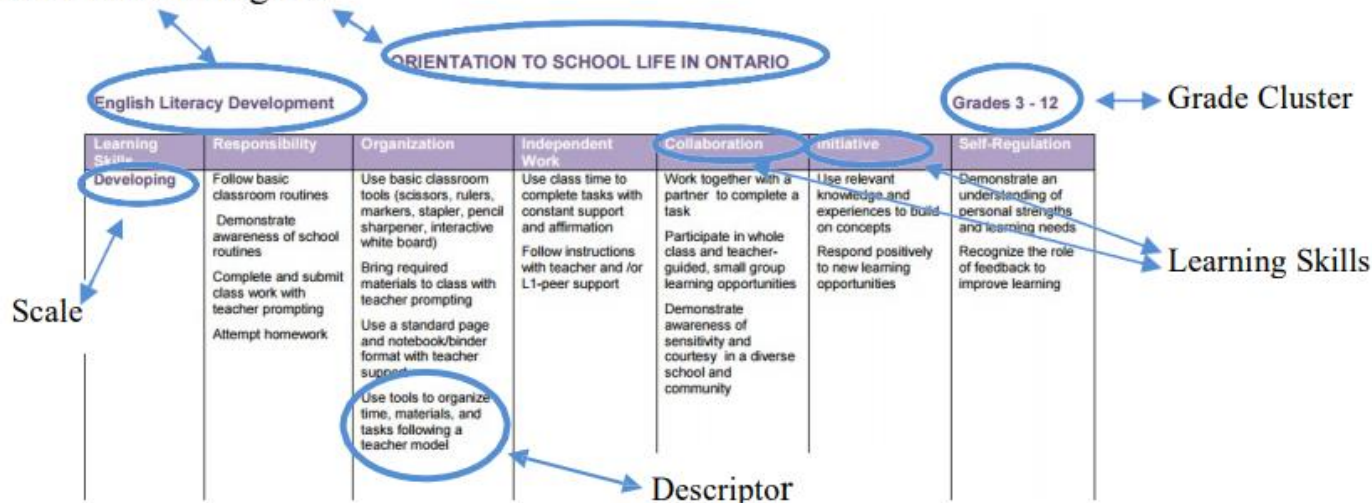 ORIENTATION TO SCHOOL LIFE IN ONTARIO
English Literacy Development
Grades 3 - 12
Grade Cluster
Learning Skills
Responsibility
Organization
Independent Work
Collaboration
Initiative
Self-Regulation
Developing
Follow basic
classroom routines
Demonstrate
awareness of school
routines
Complete and submit
class work with
teacher prompting
Attempt homework
Use basic classroom
tools (scissors, rulers,
markers, stapler, pencil
sharpener, interactive
white board)
Bring required
materials to class with
teacher prompting
Use a standard page
and notebook/binder
format with teacher
support
Use tools to organize
time, materials, and
tasks following a
teacher model
Use class time to
complete tasks with
constant support
and affirmation
Follow instructions
with teacher and /or
L1-peer support
Work together with a
partner to complete a
task
Participate in whole
class and teacher-
guided, small group
learning opportunities
Demonstrate
awareness of
sensitivity and
courtesy in a diverse
school and
community
Use relevant
knowledge and
experiences to build
on concepts
Respond positively
to new learning
opportunities
Demonstrate an
understanding of
personal strengths
and learning needs
Recognize the role
of feedback to
improve learning
Learning Skills
Scale
Descriptor